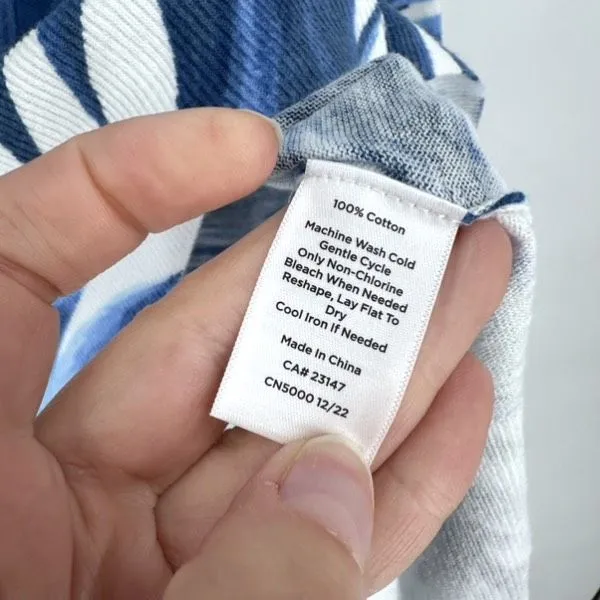 100% Cotton
Machine Wash Cold
Gentle Cycle
Only Non-Chlorine
Bleach When Needed
Reshape, Lay Flat To
Dry
Cool Iron If Needed
Made In China
CA# 23147
CN5000 12/22